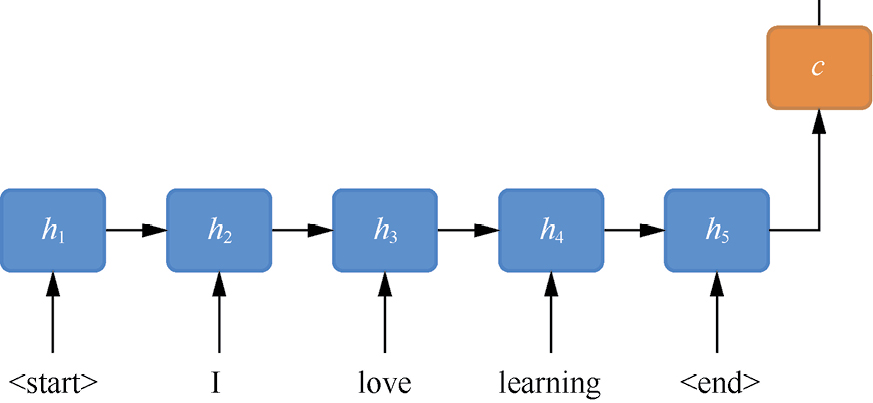 c
h₁ h₂ h₃ h₄ h₅
<start> I love learning <end>